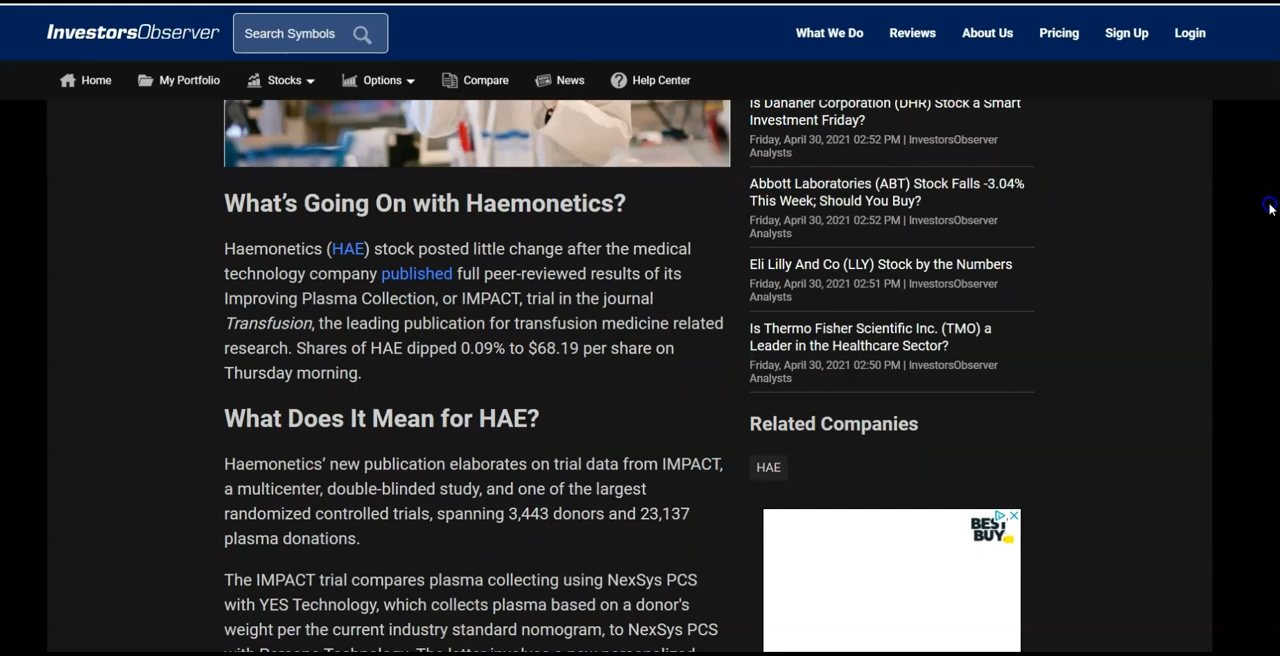 InvestorsObserver
Search Symbols
What We Do
Reviews
About Us
Pricing
Sign Up
Login
Home
My Portfolio
Stocks
Options
Compare
News
Help Center
What's Going On with Haemonetics?
Haemonetics (HAE) stock posted little change after the medical
technology company published full peer-reviewed results of its
Improving Plasma Collection, or IMPACT, trial in the journal
Transfusion, the leading publication for transfusion medicine related
research. Shares of HAE dipped 0.09% to $68.19 per share on
Thursday morning.
What Does It Mean for HAE?
Haemonetics' new publication elaborates on trial data from IMPACT,
a multicenter, double-blinded study, and one of the largest
randomized controlled trials, spanning 3,443 donors and 23,137
plasma donations.
The IMPACT trial compares plasma collecting using NexSys PCS
with YES Technology, which collects plasma based on a donor's
weight per the current industry standard nomogram, to NexSys PCS
with Persona Technology. The latter involves a new personalized
Is Danaher Corporation (DHR) Stock a Smart
Investment Friday?
Friday, April 30, 2021 02:52 PM | InvestorsObserver
Analysts
Abbott Laboratories (ABT) Stock Falls -3.04%
This Week; Should You Buy?
Friday, April 30, 2021 02:52 PM | InvestorsObserver
Analysts
Eli Lilly And Co (LLY) Stock by the Numbers
Friday, April 30, 2021 02:51 PM | InvestorsObserver
Analysts
Is Thermo Fisher Scientific Inc. (TMO) a
Leader in the Healthcare Sector?
Friday, April 30, 2021 02:50 PM | InvestorsObserver
Analysts
Related Companies
HAE
BEST
BUY